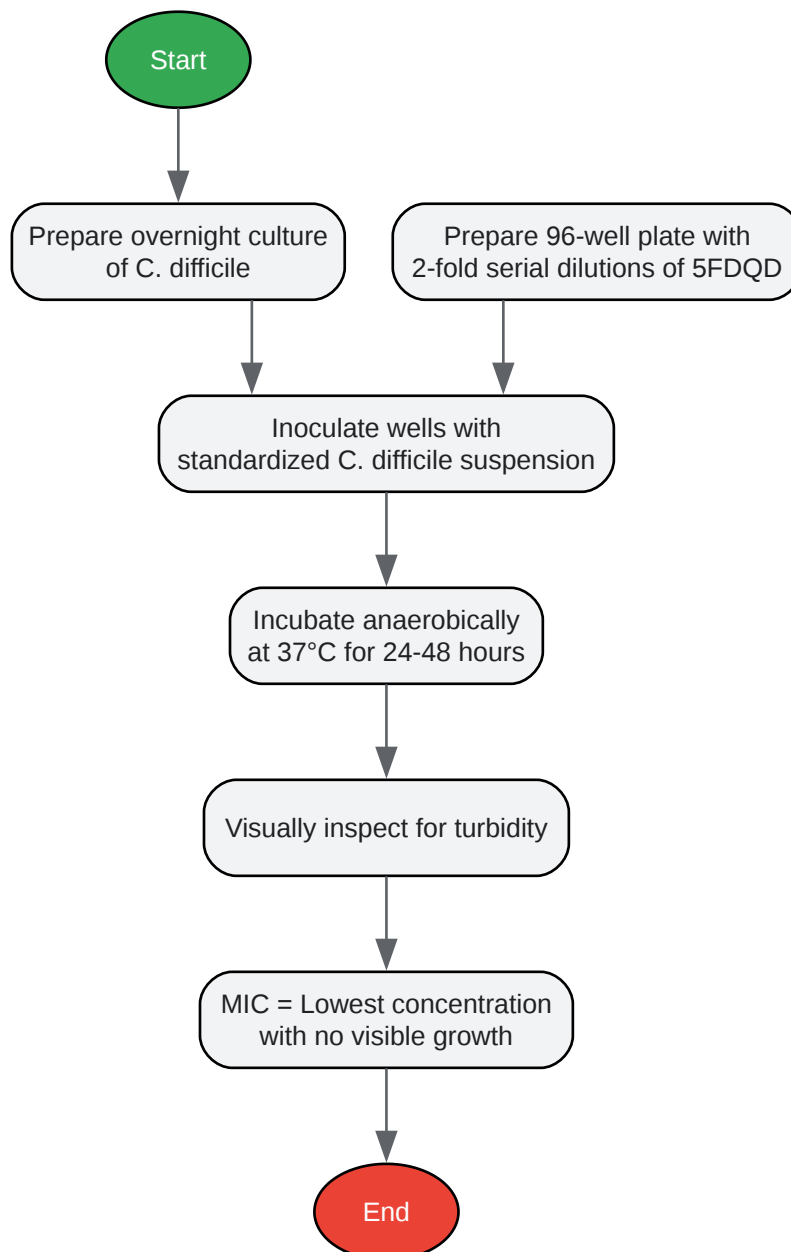 Start
Prepare overnight culture
of C. difficile
Prepare 96-well plate with
2-fold serial dilutions of 5FDQD
Inoculate wells with
standardized C. difficile suspension
Incubate anaerobically
at 37°C for 24-48 hours
Visually inspect for turbidity
MIC = Lowest concentration
with no visible growth
End